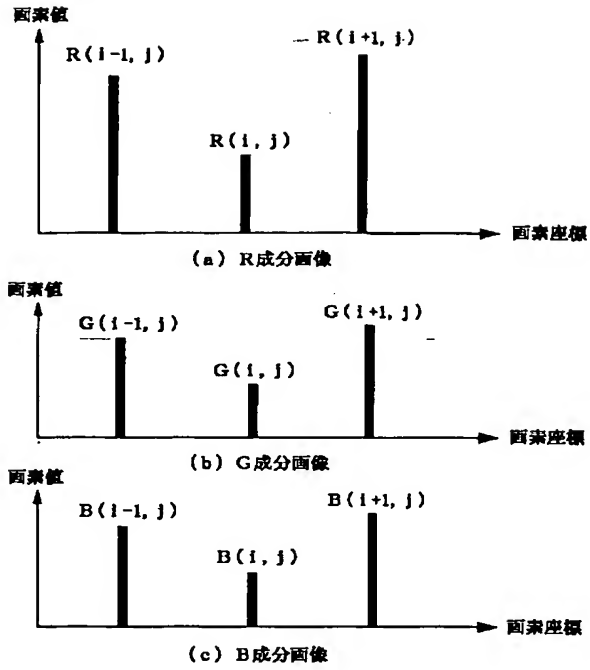 画素値
R(i-1, j)
R(i+1, j)
R(i, j)
画素座標
(a) R成分画像
画素値
G(i-1, j)
G(i+1, j)
G(i, j)
画素座標
(b) G成分画像
画素値
B(i-1, j)
B(i+1, j)
B(i, j)
画素座標
(c) B成分画像